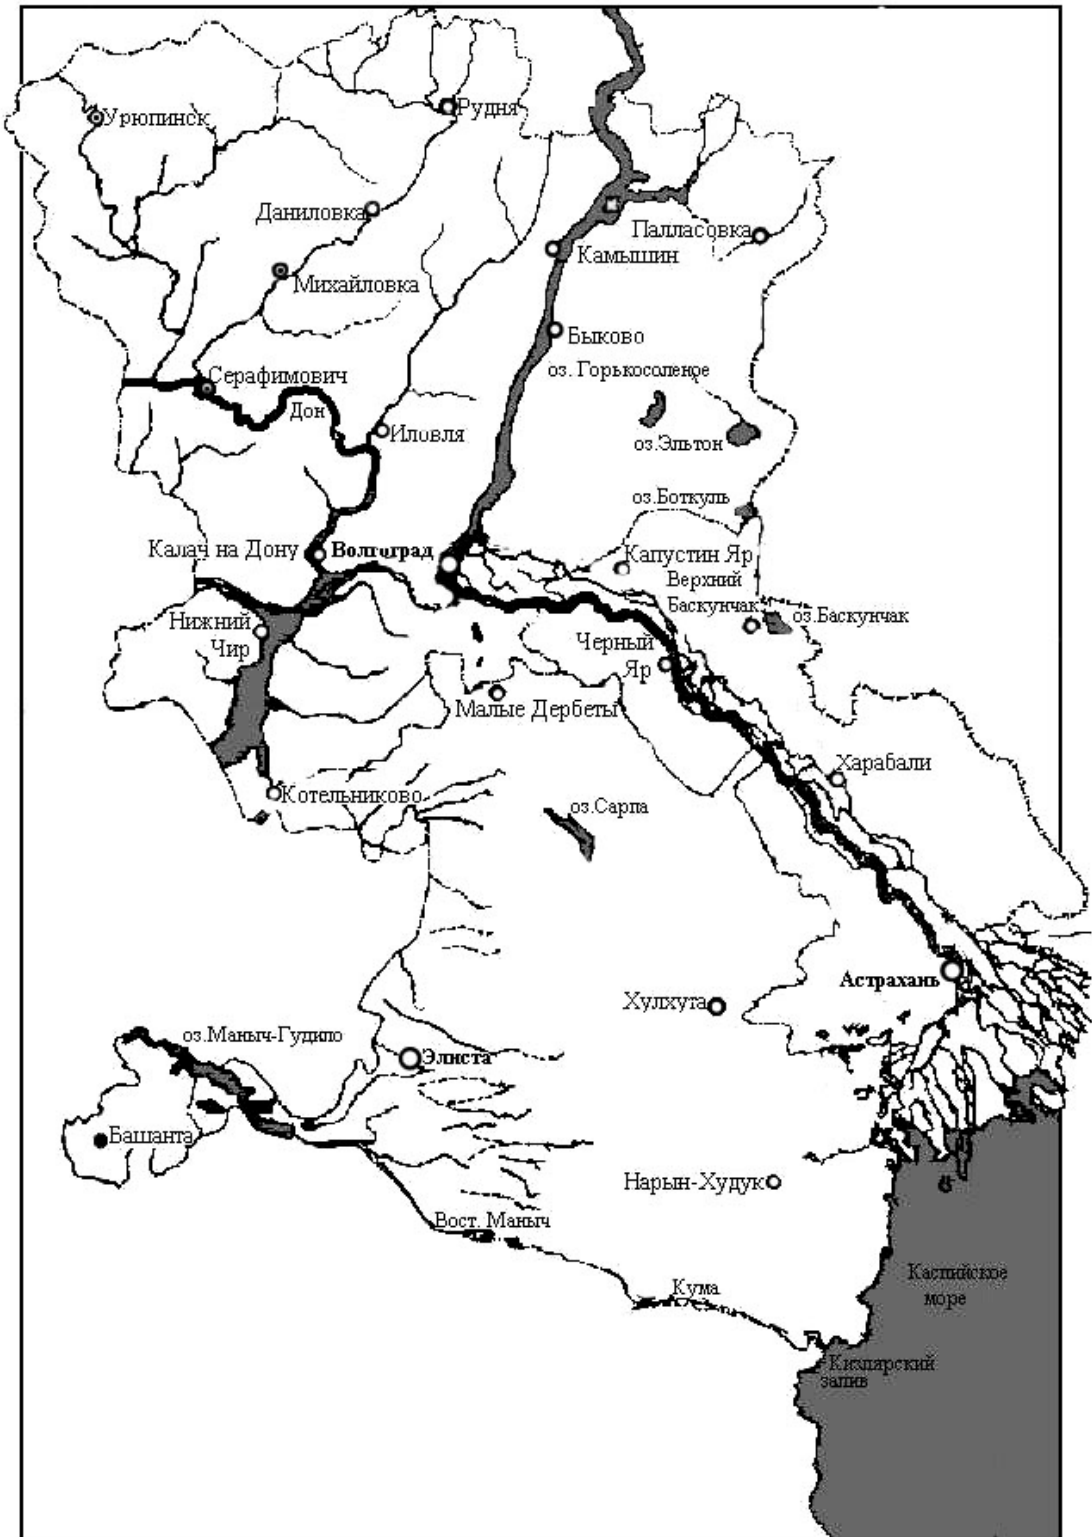 Рудня
Урюпинск
Даниловка
Палласовка
Камышин
Михайловка
Быково
оз. Горькосоленое
Серафимович
Дон
Иловля
оз.Эльтон
оз.Боткуль
Калач на Дону
Волгоград
Капустин Яр
Верхний
Баскунчак
оз.Баскунчак
Нижний
Чир
Черный
Яр
Малые Дербеты
Харабали
Котельниково
оз.Сарпа
Астрахань
Хулхута
оз.Маныч-Гудило
Элиста
Башанта
Нарын-Худук
Вост. Маныч
Каспийское
море
Кума
Кизлярский
залив